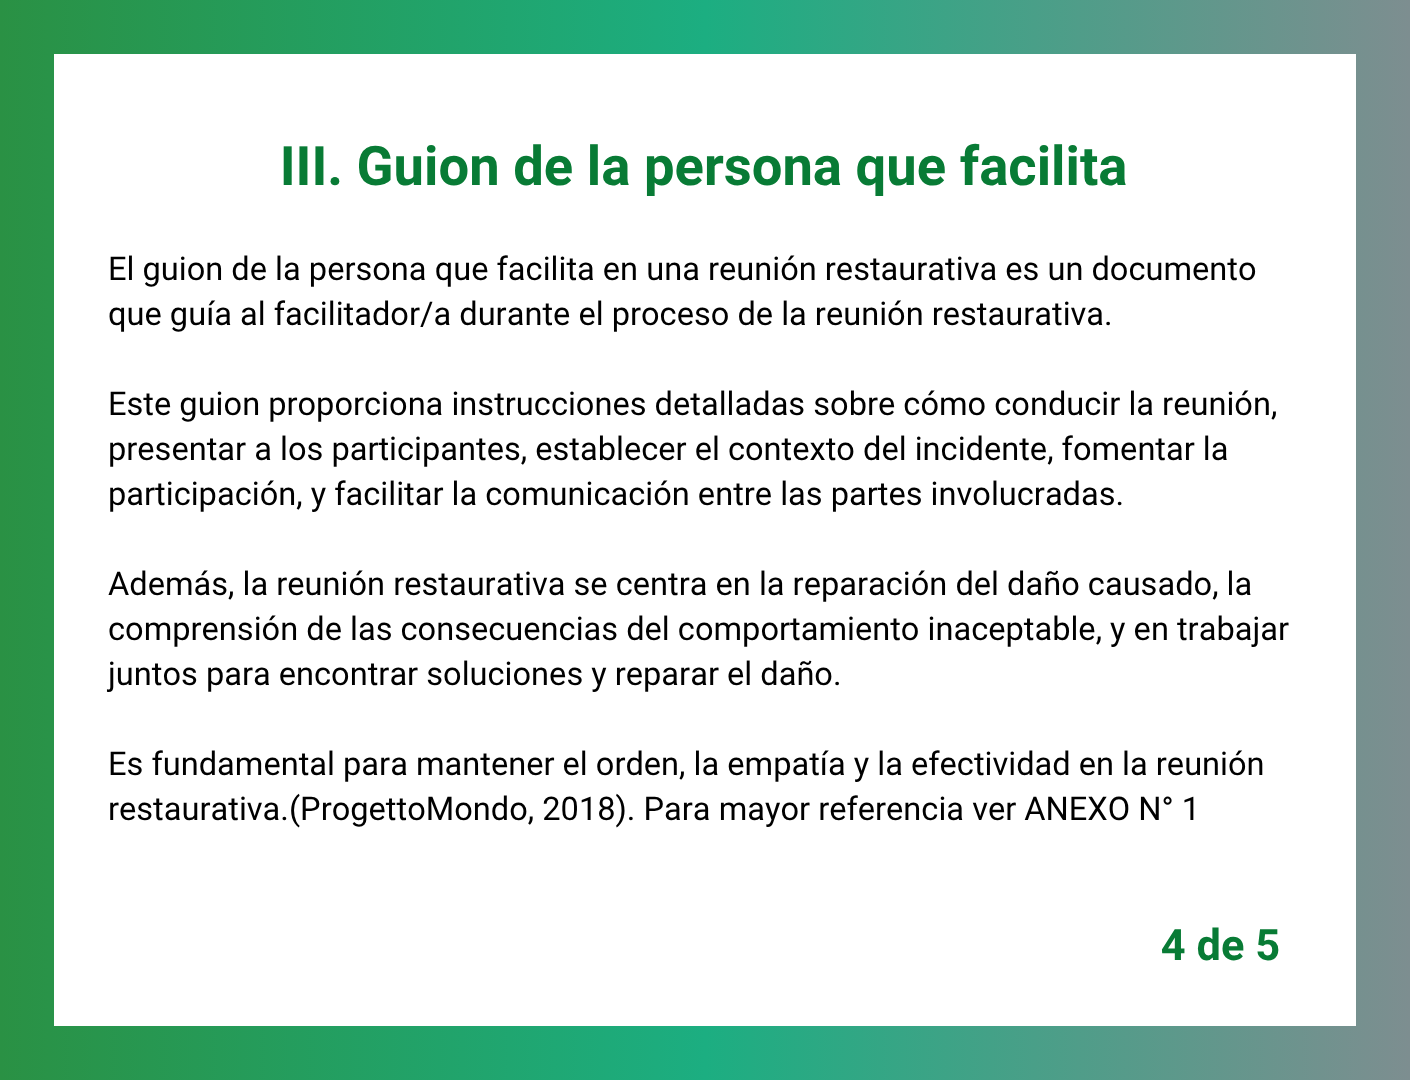 III. Guion de la persona que facilita
El guion de la persona que facilita en una reunión restaurativa es un documento
que guía al facilitador/a durante el proceso de la reunión restaurativa.
Este guion proporciona instrucciones detalladas sobre cómo conducir la reunión,
presentar a los participantes, establecer el contexto del incidente, fomentar la
participación, y facilitar la comunicación entre las partes involucradas.
Además, la reunión restaurativa se centra en la reparación del daño causado, la
comprensión de las consecuencias del comportamiento inaceptable, y en trabajar
juntos para encontrar soluciones y reparar el daño.
Es fundamental para mantener el orden, la empatía y la efectividad en la reunión
restaurativa.(ProgettoMondo, 2018). Para mayor referencia ver ANEXO N° 1
4 de 5